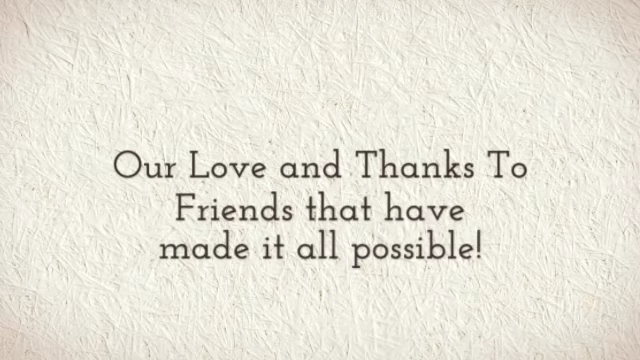 Our Love and Thanks To
Friends that have
made it all possible!